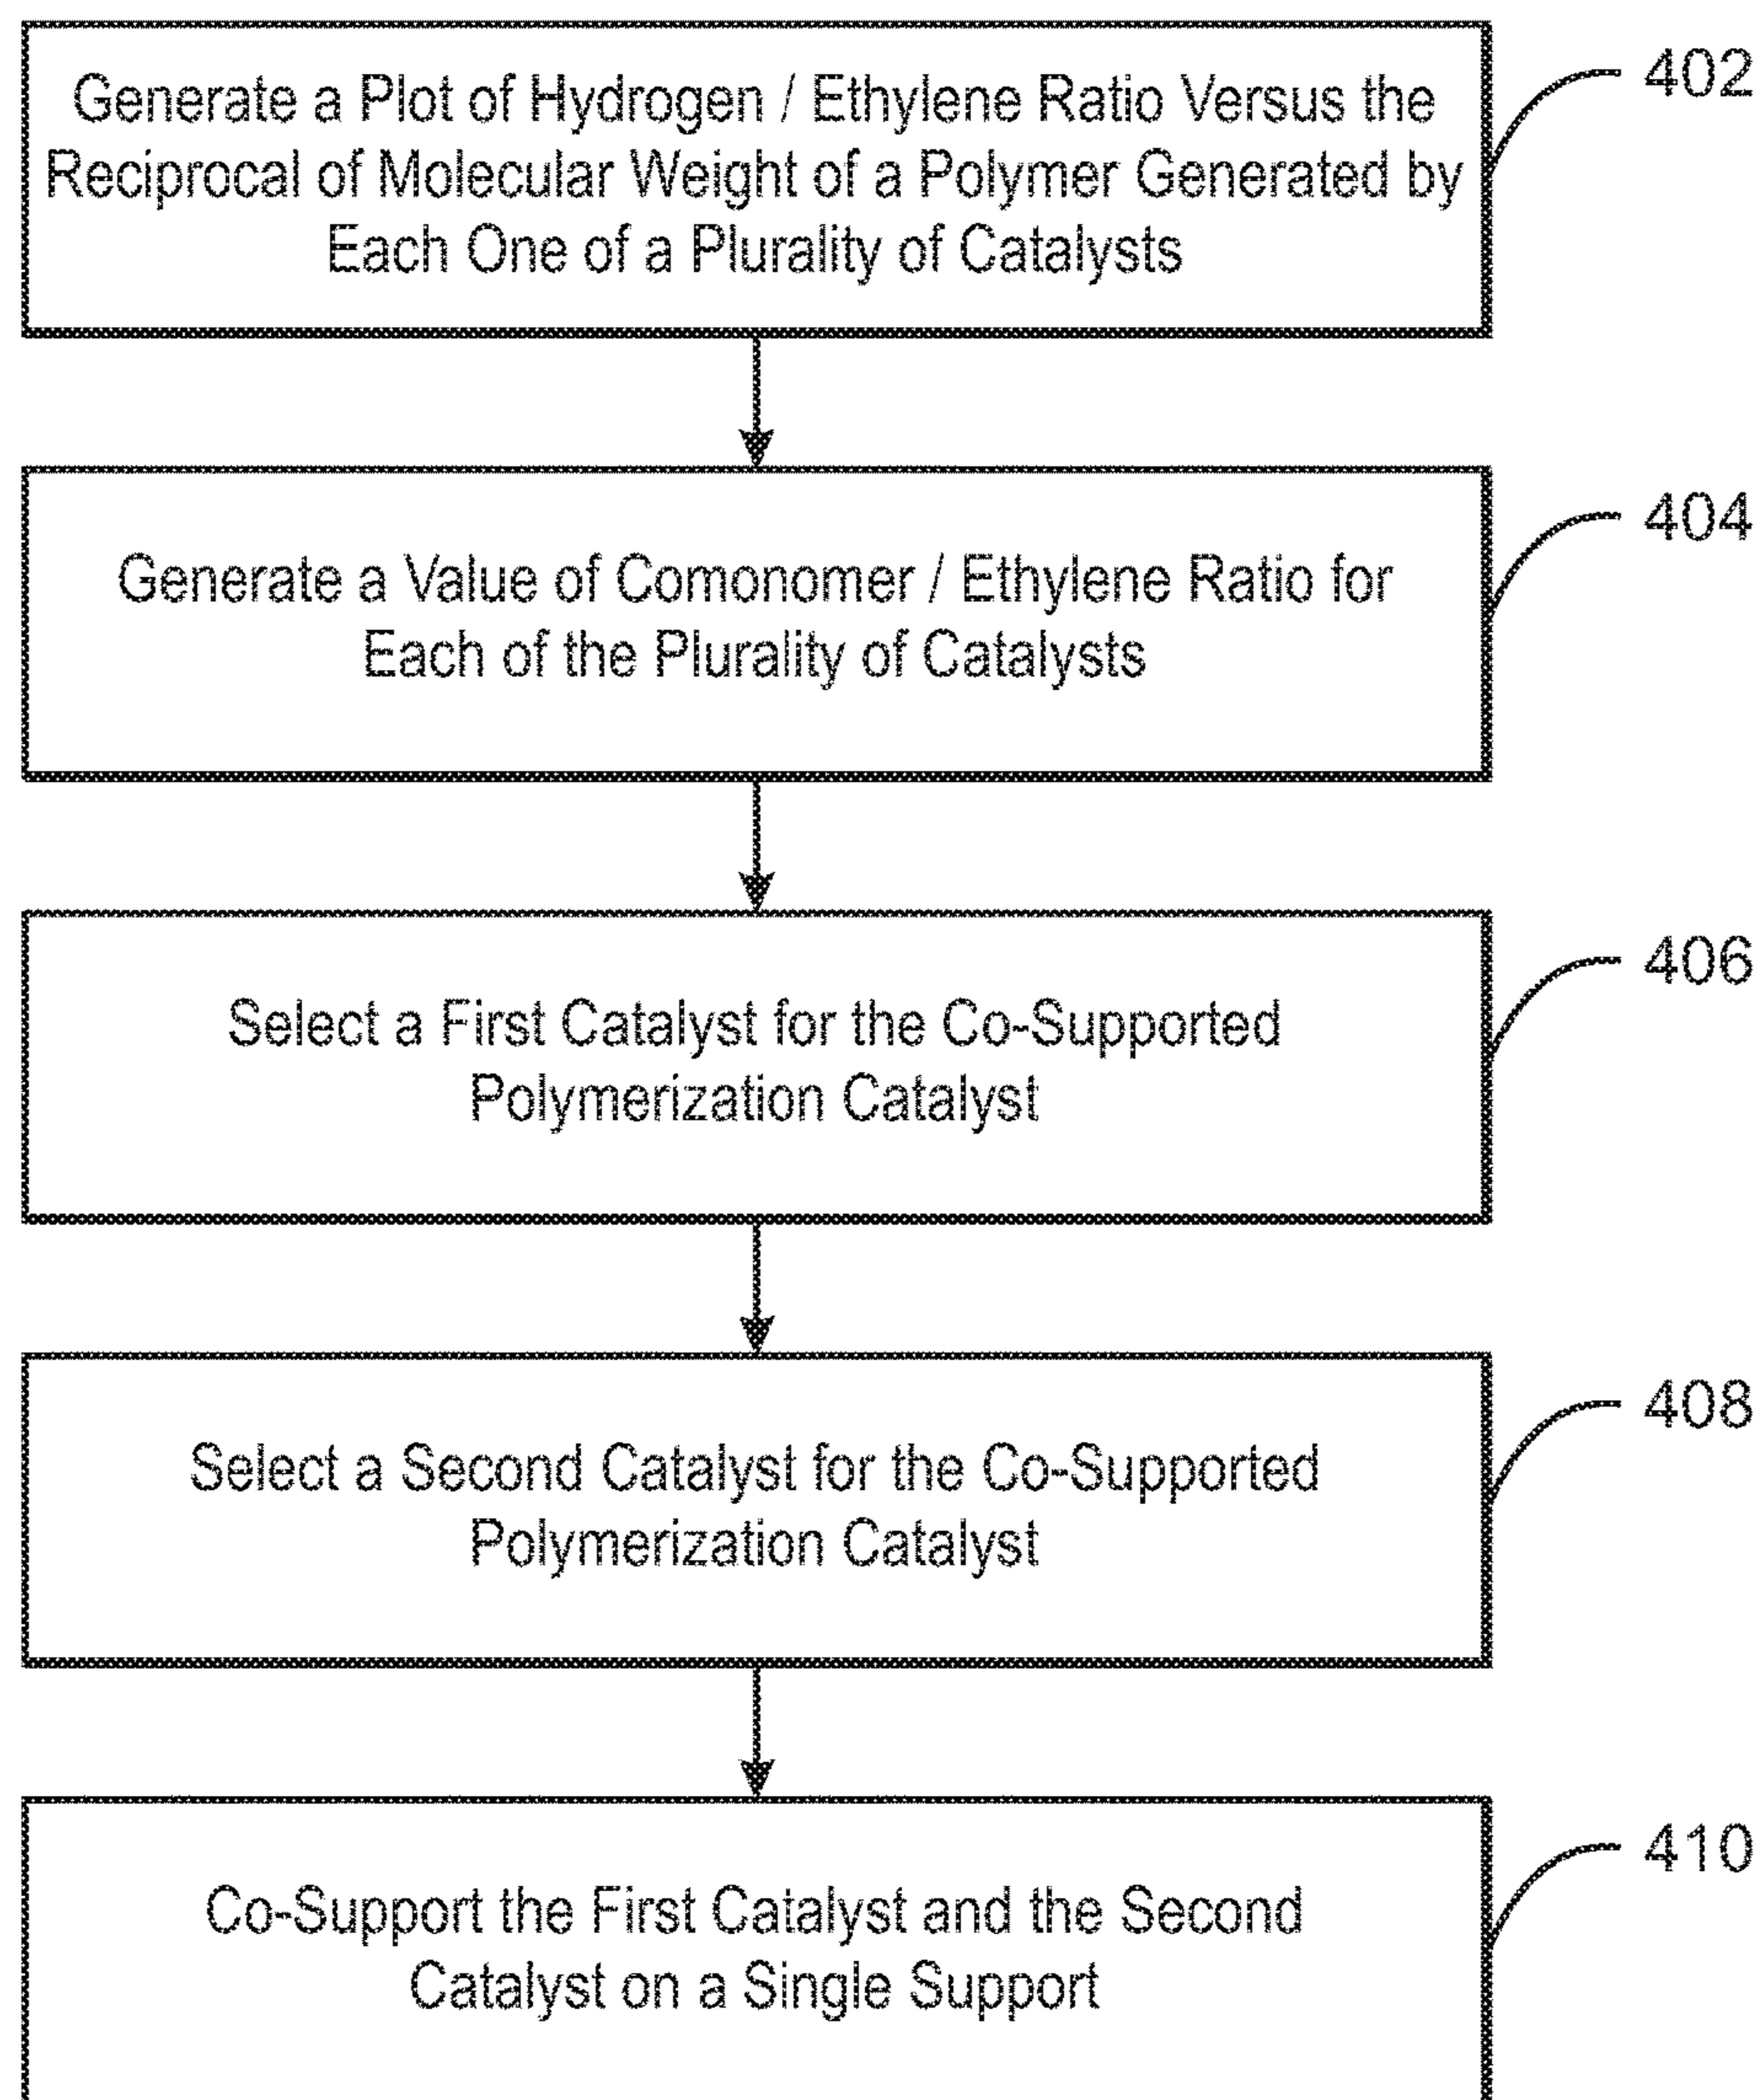 Generate a Plot of Hydrogen / Ethylene Ratio Versus the
Reciprocal of Molecular Weight of a Polymer Generated by
Each One of a Plurality of Catalysts
402
Generate a Value of Comonomer / Ethylene Ratio for
Each of the Plurality of Catalysts
404
Select a First Catalyst for the Co-Supported
Polymerization Catalyst
406
Select a Second Catalyst for the Co-Supported
Polymerization Catalyst
408
Co-Support the First Catalyst and the Second
Catalyst on a Single Support
410